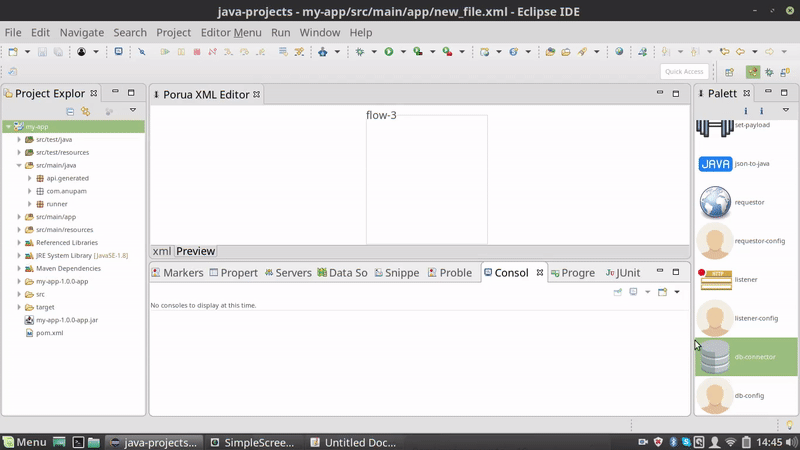 java-projects - my-app/src/main/app/new_file.xml - Eclipse IDE
File Edit Navigate Search Project Editor Menu Run Window Help
Quick Access
Project Explor
my-app
src/test/java
src/test/resources
src/main/java
api.generated
com.anupam
runner
src/main/app
src/main/resources
Referenced Libraries
JRE System Library [JavaSE-1.8]
Maven Dependencies
my-app-1.0.0-app
src
target
my-app-1.0.0-app.jar
pom.xml
Porua XML Editor
flow-3
xml Preview
Markers Propert Servers Data So Snippe Proble Consol Progre JUnit
No consoles to display at this time.
Palett
set-payload
JAVA json-to-java
requestor
requestor-config
HTTP listener
listener-config
db-connector
db-config
Menu java-projects... SimpleScree... Untitled Doc... 14:45